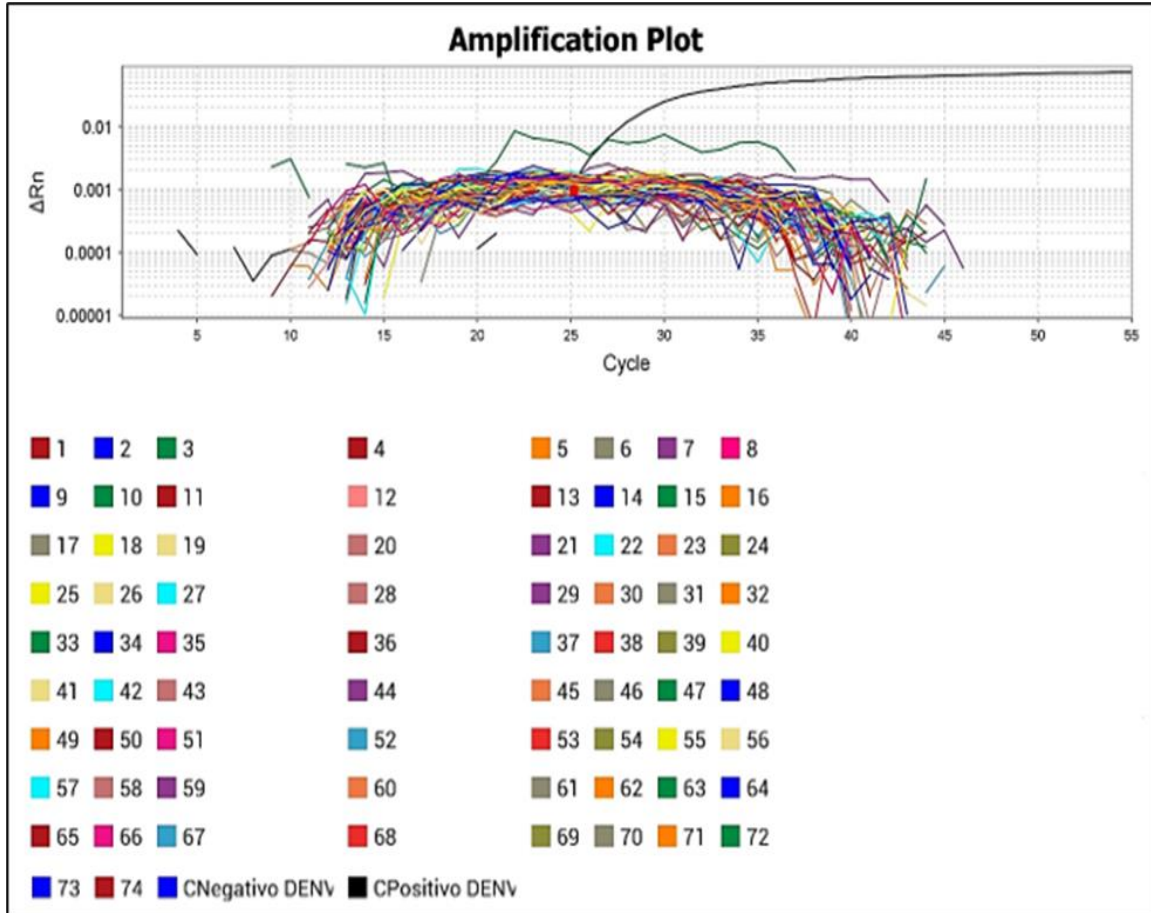 Amplification Plot
0.01
0.001
0.0001
0.00001
ΔRn
5 10 15 20 25 30 35 40 45 50 55
Cycle
1 2 3 4 5 6 7 8
9 10 11 12 13 14 15 16
17 18 19 20 21 22 23 24
25 26 27 28 29 30 31 32
33 34 35 36 37 38 39 40
41 42 43 44 45 46 47 48
49 50 51 52 53 54 55 56
57 58 59 60 61 62 63 64
65 66 67 68 69 70 71 72
73 74 CNegativo DENV CPositivo DENV